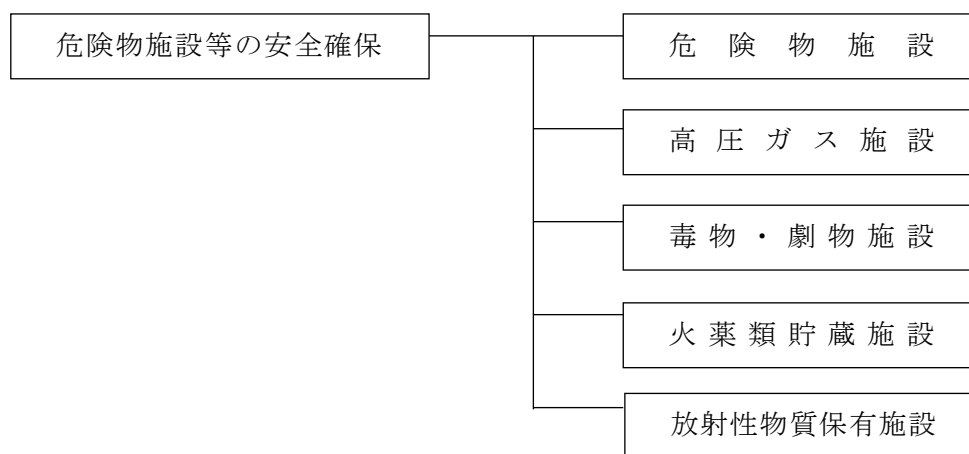 危険物施設等の安全確保
危険物施設
高圧ガス施設
毒物・劇物施設
火薬類貯蔵施設
放射性物質保有施設